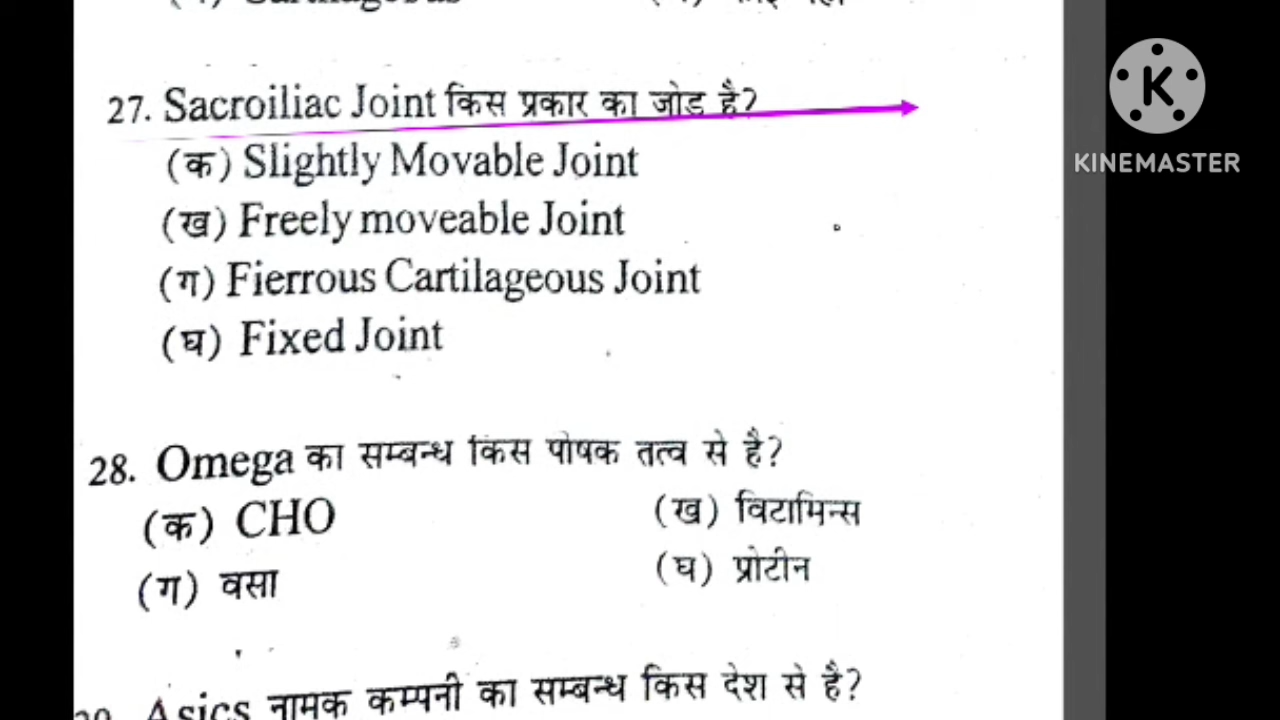 27. Sacroiliac Joint किस प्रकार का जोड़ है?
(क) Slightly Movable Joint
(ख) Freely moveable Joint
(ग) Fierrous Cartilageous Joint
(घ) Fixed Joint
28. Omega का सम्बन्ध किस पोषक तत्व से है?
(क) CHO (ख) विटामिन्स
(ग) वसा (घ) प्रोटीन
Asics नामक कम्पनी का सम्बन्ध किस देश से है?
K
KINEMASTER